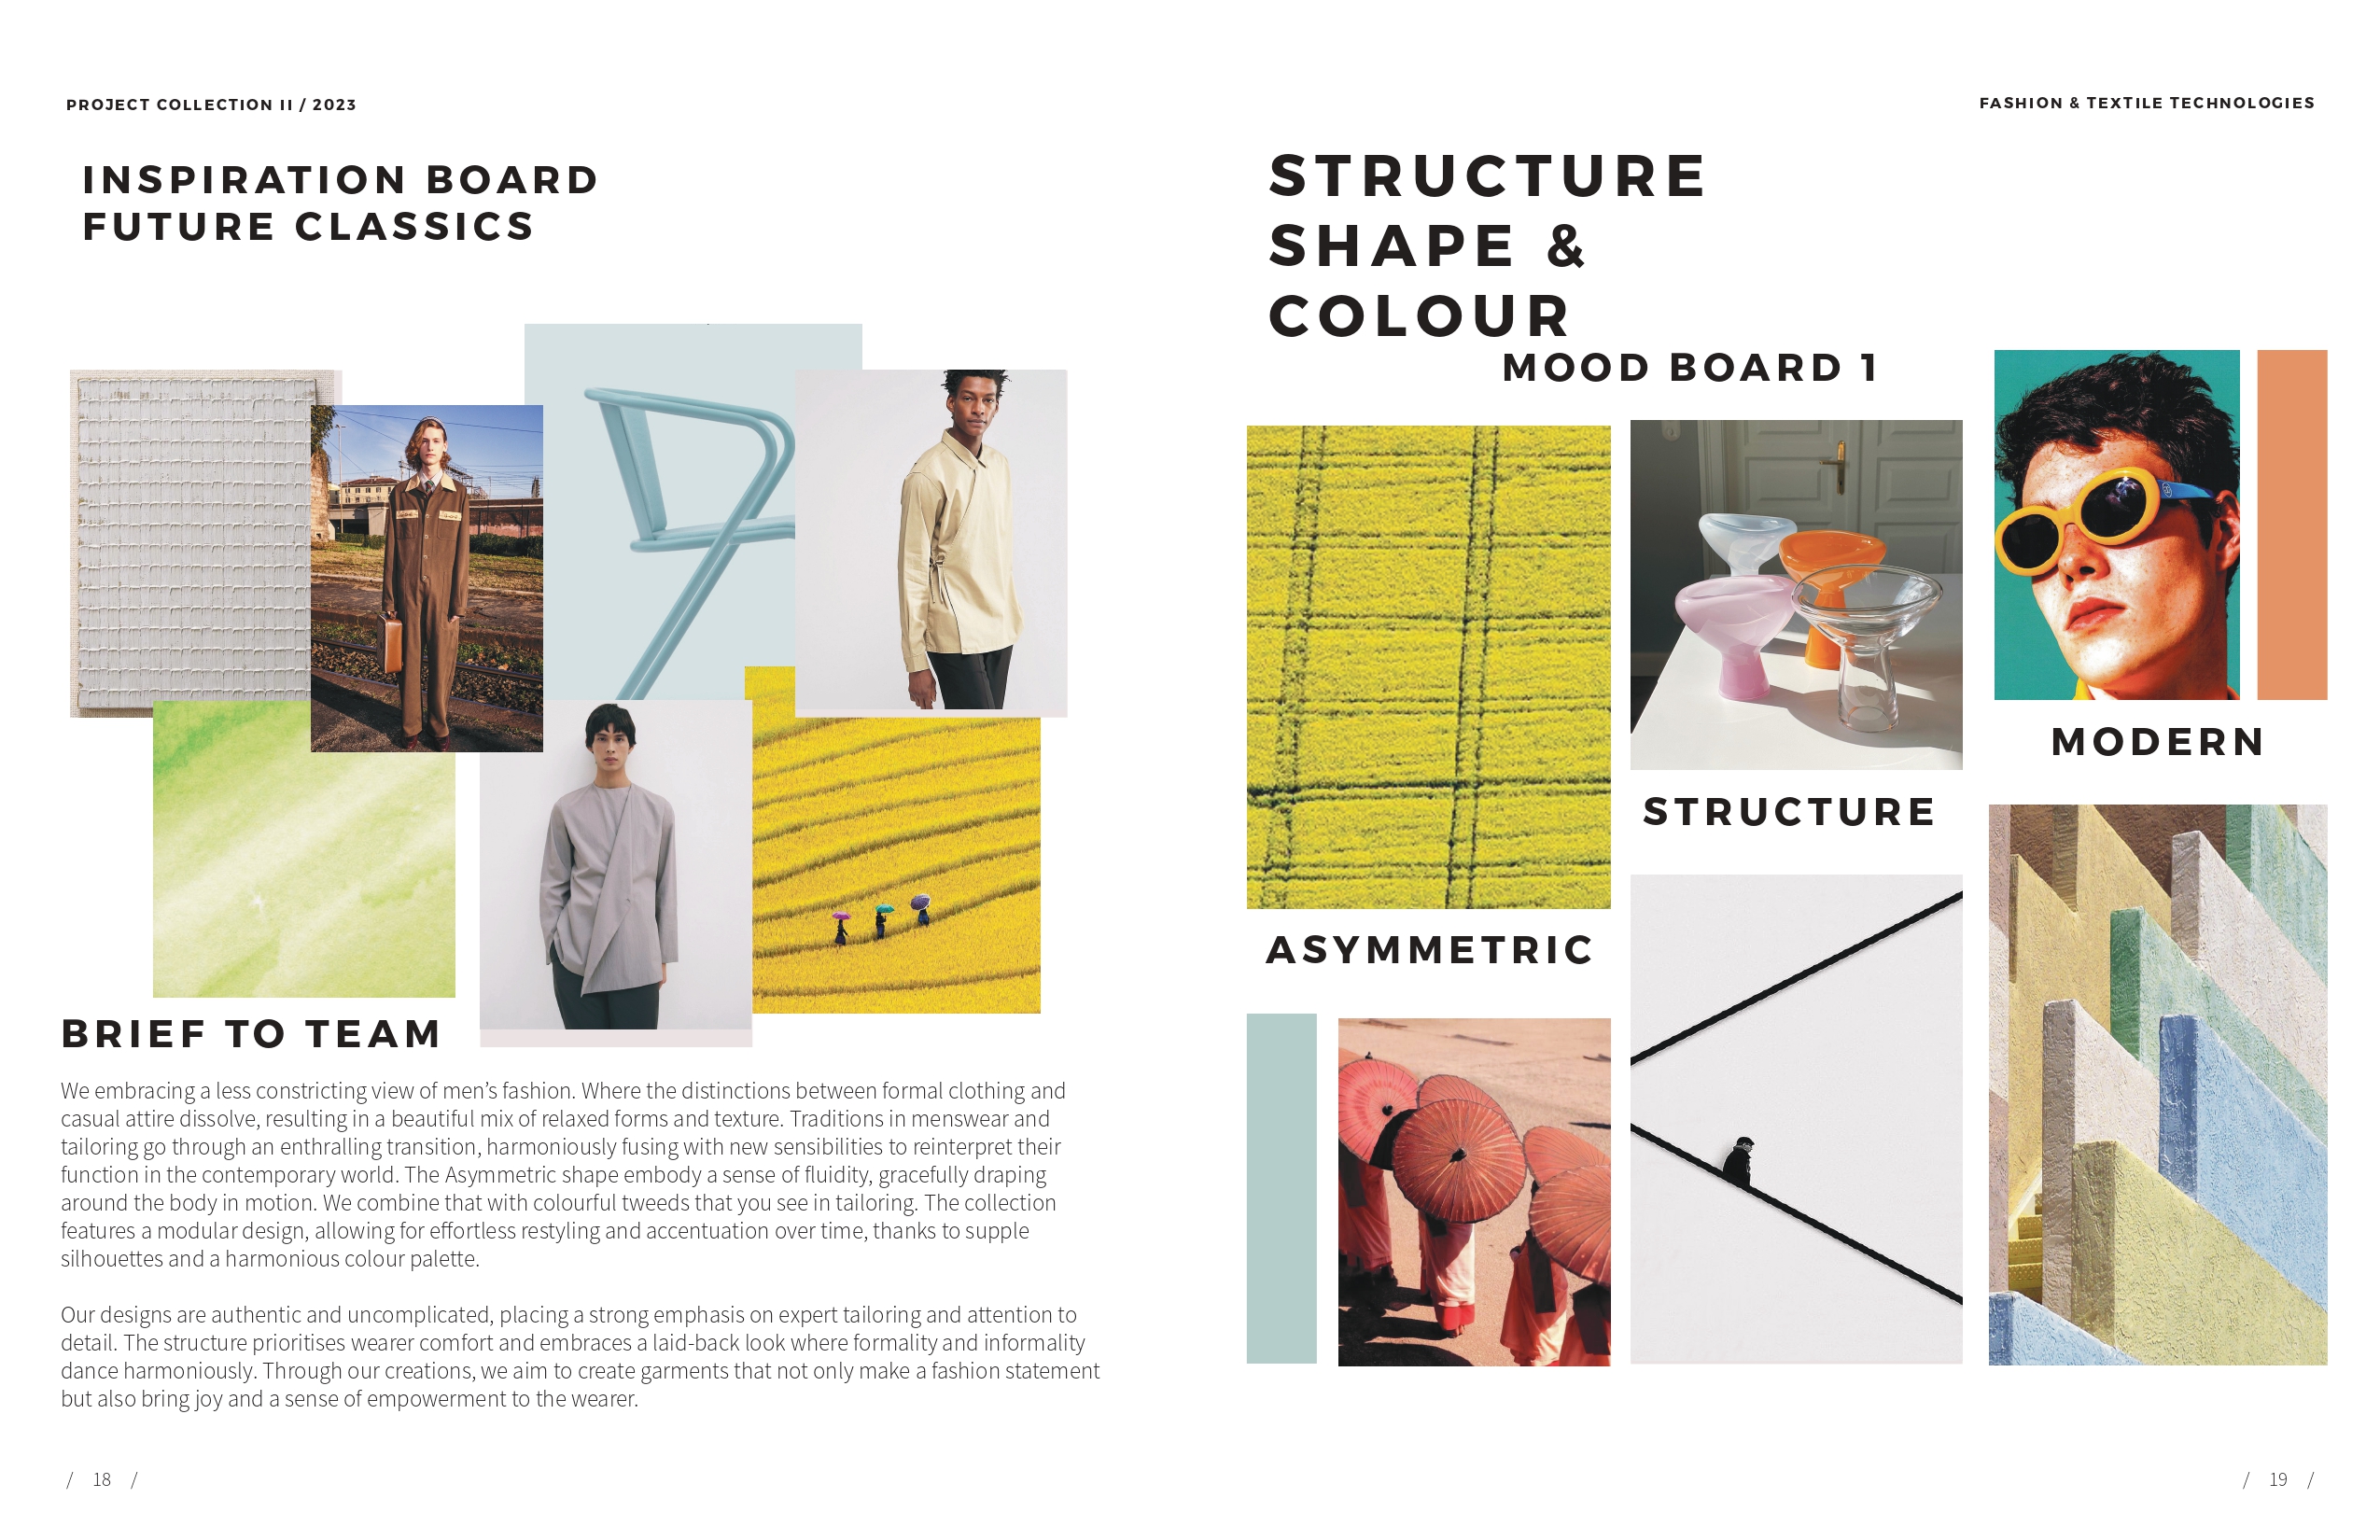 PROJECT COLLECTION II / 2023
INSPIRATION BOARD
FUTURE CLASSICS
BRIEF TO TEAM
We embracing a less constricting view of men’s fashion. Where the distinctions between formal clothing and
casual attire dissolve, resulting in a beautiful mix of relaxed forms and texture. Traditions in menswear and
tailoring go through an enthralling transition, harmoniously fusing with new sensibilities to reinterpret their
function in the contemporary world. The Asymmetric shape embody a sense of fluidity, gracefully draping
around the body in motion. We combine that with colourful tweeds that you see in tailoring. The collection
features a modular design, allowing for effortless restyling and accentuation over time, thanks to supple
silhouettes and a harmonious colour palette.
Our designs are authentic and uncomplicated, placing a strong emphasis on expert tailoring and attention to
detail. The structure prioritises wearer comfort and embraces a laid-back look where formality and informality
dance harmoniously. Through our creations, we aim to create garments that not only make a fashion statement
but also bring joy and a sense of empowerment to the wearer.
/ 18 /
FASHION & TEXTILE TECHNOLOGIES
STRUCTURE
SHAPE &
COLOUR
MOOD BOARD 1
MODERN
STRUCTURE
ASYMMETRIC
/ 19 /